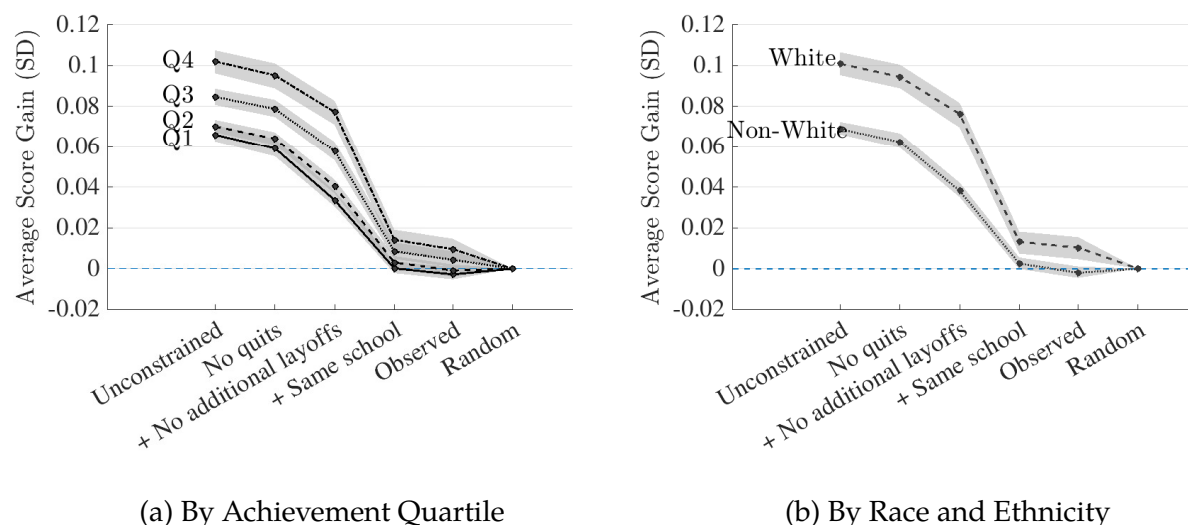 Average Score Gain (SD)
0.12
0.1
0.08
0.06
0.04
0.02
0
-0.02
Q4
Q3
Q2
Q1
Unconstrained
No quits
+ No additional layoffs
+ Same school
Observed
Random
(a) By Achievement Quartile
Average Score Gain (SD)
0.12
0.1
0.08
0.06
0.04
0.02
0
-0.02
White
Non-White
Unconstrained
No quits
+ No additional layoffs
+ Same school
Observed
Random
(b) By Race and Ethnicity